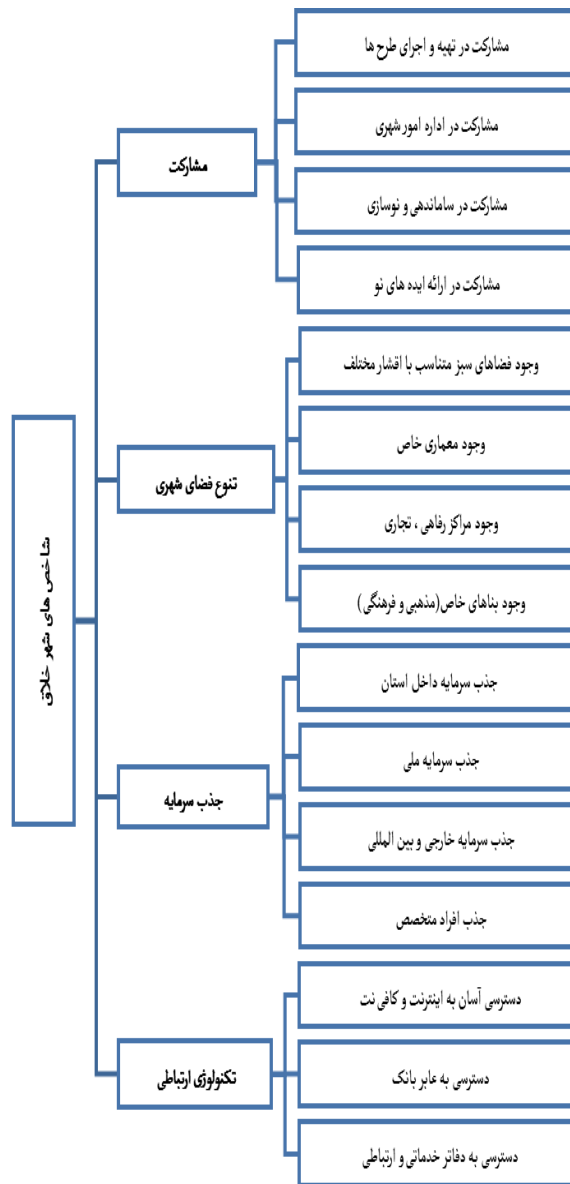 شاخص های شهر خلاق
مشارکت
مشارکت در تهیه و اجرای طرح ها
مشارکت در اداره امور شهری
مشارکت در ساماندهی و نوسازی
مشارکت در ارائه ایده های نو
تنوع فضای شهری
وجود فضاهای سبز متناسب با اقشار مختلف
وجود معماری خاص
وجود مراکز رفاهی ، تجاری
وجود بناهای خاص(مذهبی و فرهنگی)
جذب سرمایه
جذب سرمایه داخل استان
جذب سرمایه ملی
جذب سرمایه خارجی و بین المللی
جذب افراد متخصص
تکنولوژی ارتباطی
دسترسی آسان به اینترنت و کافی نت
دسترسی به عابر بانک
دسترسی به دفاتر خدماتی و ارتباطی